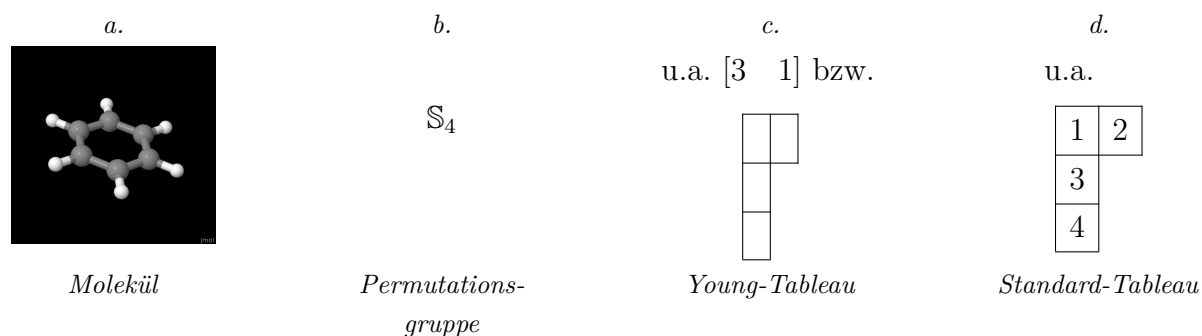 a. b. c. d.
u.a. [3 1] bzw. u.a.
𝕊₄
1 2
3
4
jmol
Molekül Permutations- Young-Tableau Standard-Tableau
gruppe